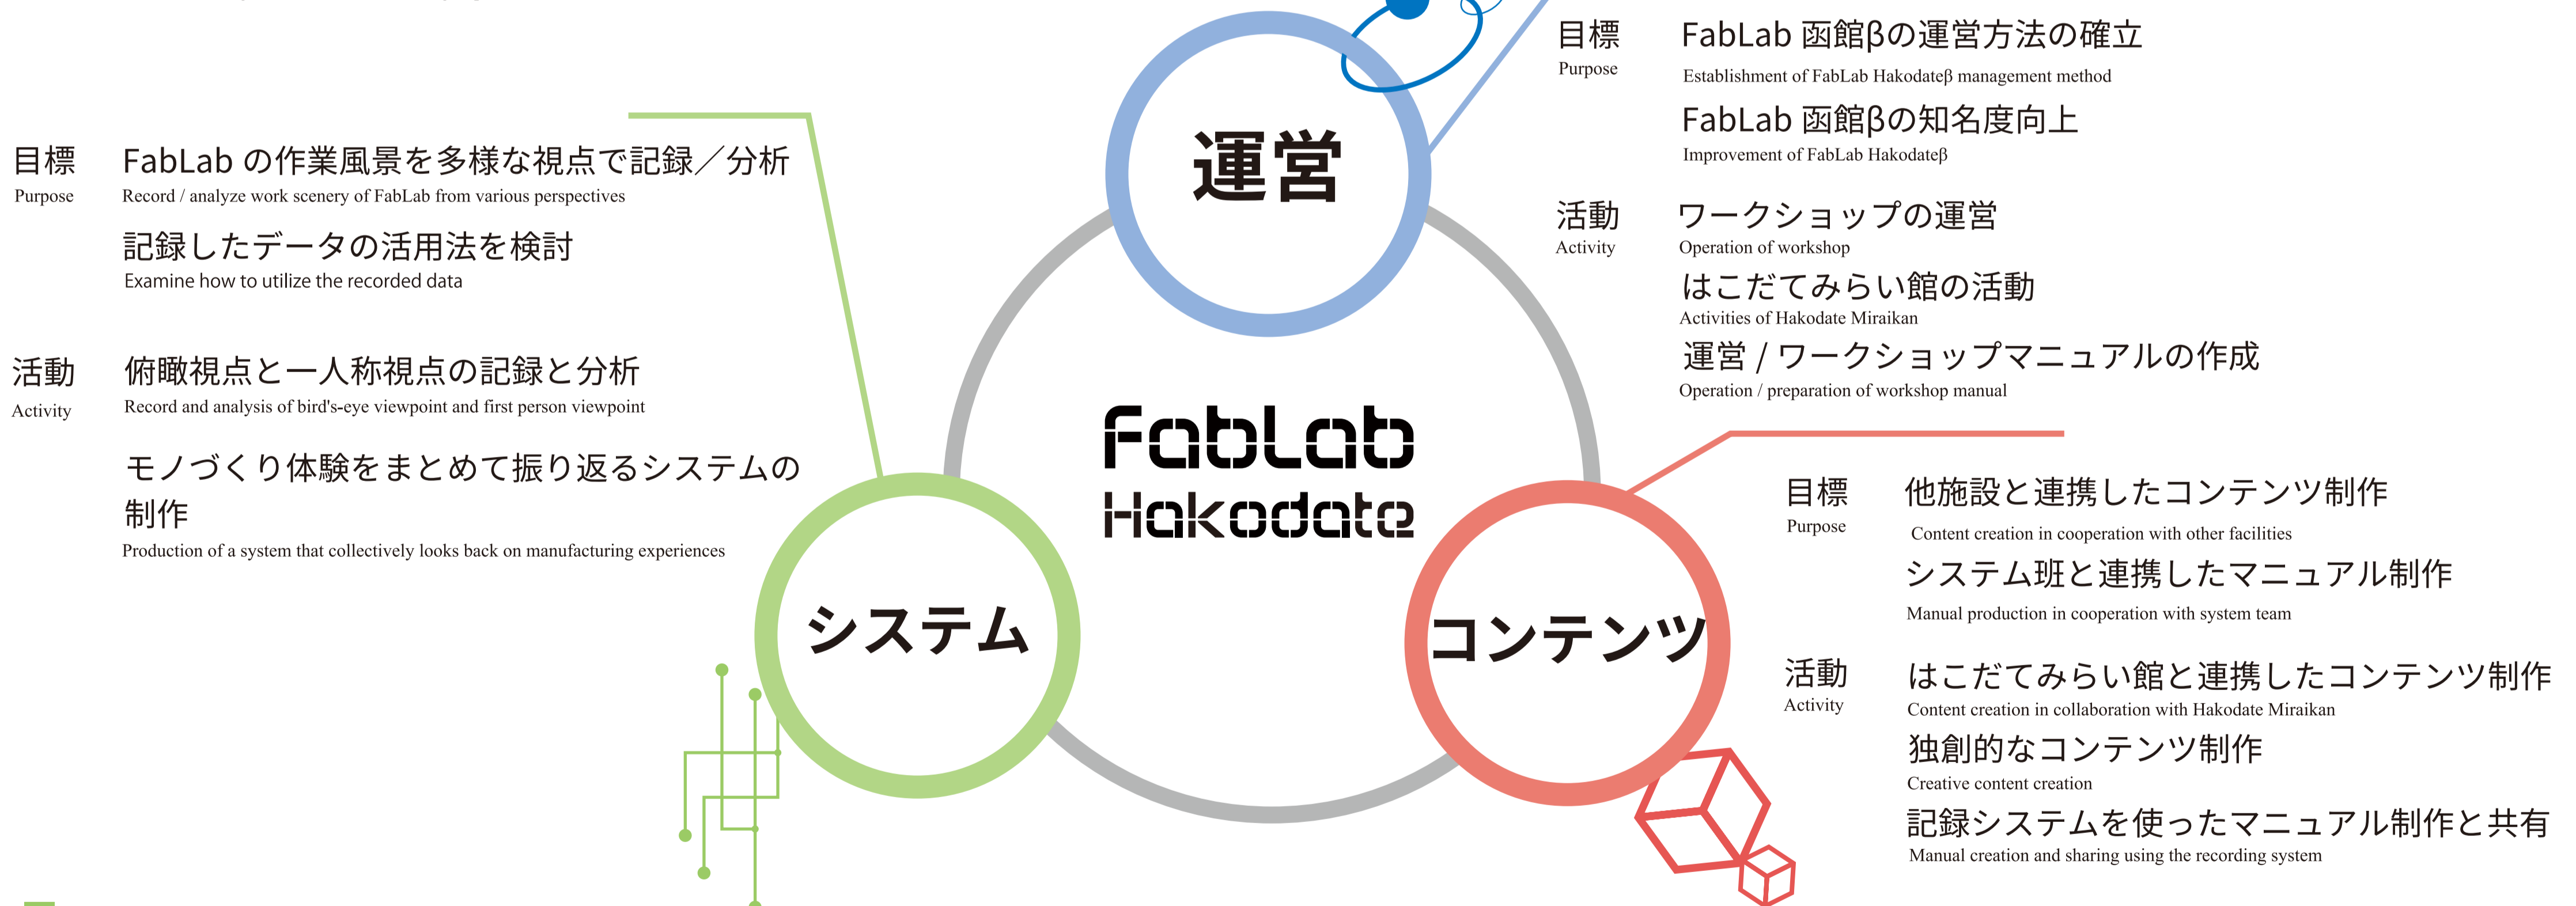 目標
Purpose
FabLab の作業風景を多様な視点で記録／分析
Record / analyze work scenery of FabLab from various perspectives
記録したデータの活用法を検討
Examine how to utilize the recorded data
活動
Activity
俯瞰視点と一人称視点の記録と分析
Record and analysis of bird's-eye viewpoint and first person viewpoint
モノづくり体験をまとめて振り返るシステムの
制作
Production of a system that collectively looks back on manufacturing experiences
運営
FabLab
Hakodate
システム
コンテンツ
目標
Purpose
FabLab 函館βの運営方法の確立
Establishment of FabLab Hakodateβ management method
FabLab 函館βの知名度向上
Improvement of FabLab Hakodateβ
活動
Activity
ワークショップの運営
Operation of workshop
はこだてみらい館の活動
Activities of Hakodate Miraikan
運営 / ワークショップマニュアルの作成
Operation / preparation of workshop manual
目標
Purpose
他施設と連携したコンテンツ制作
Content creation in cooperation with other facilities
システム班と連携したマニュアル制作
Manual production in cooperation with system team
活動
Activity
はこだてみらい館と連携したコンテンツ制作
Content creation in collaboration with Hakodate Miraikan
独創的なコンテンツ制作
Creative content creation
記録システムを使ったマニュアル制作と共有
Manual creation and sharing using the recording system